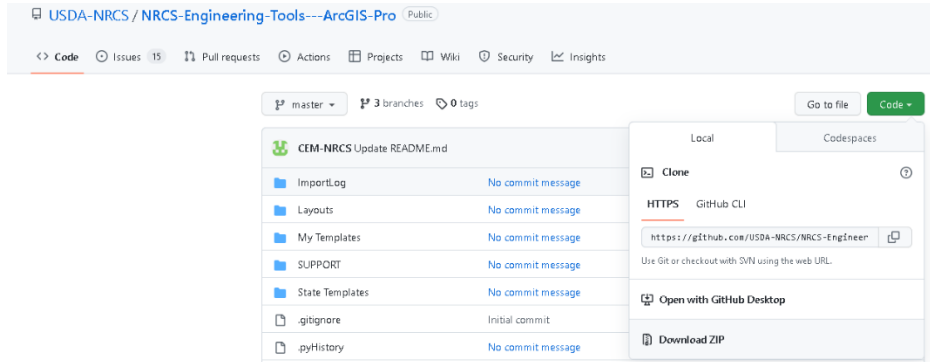 USDA-NRCS / NRCS-Engineering-Tools---ArcGIS-Pro Public
Code Issues 15 Pull requests Actions Projects Wiki Security Insights
master 3 branches 0 tags Go to file Code
Local Codespaces
CEM-NRCS Update README.md
Clone
ImportLog No commit message
HTTPS GitHub CLI
Layouts No commit message
My Templates No commit message
https://github.com/USDA-NRCS/NRCS-Engineer
SUPPORT No commit message
Use Git or checkout with SVN using the web URL.
State Templates No commit message
Open with GitHub Desktop
.gitignore Initial commit
.pyHistory No commit message
Download ZIP